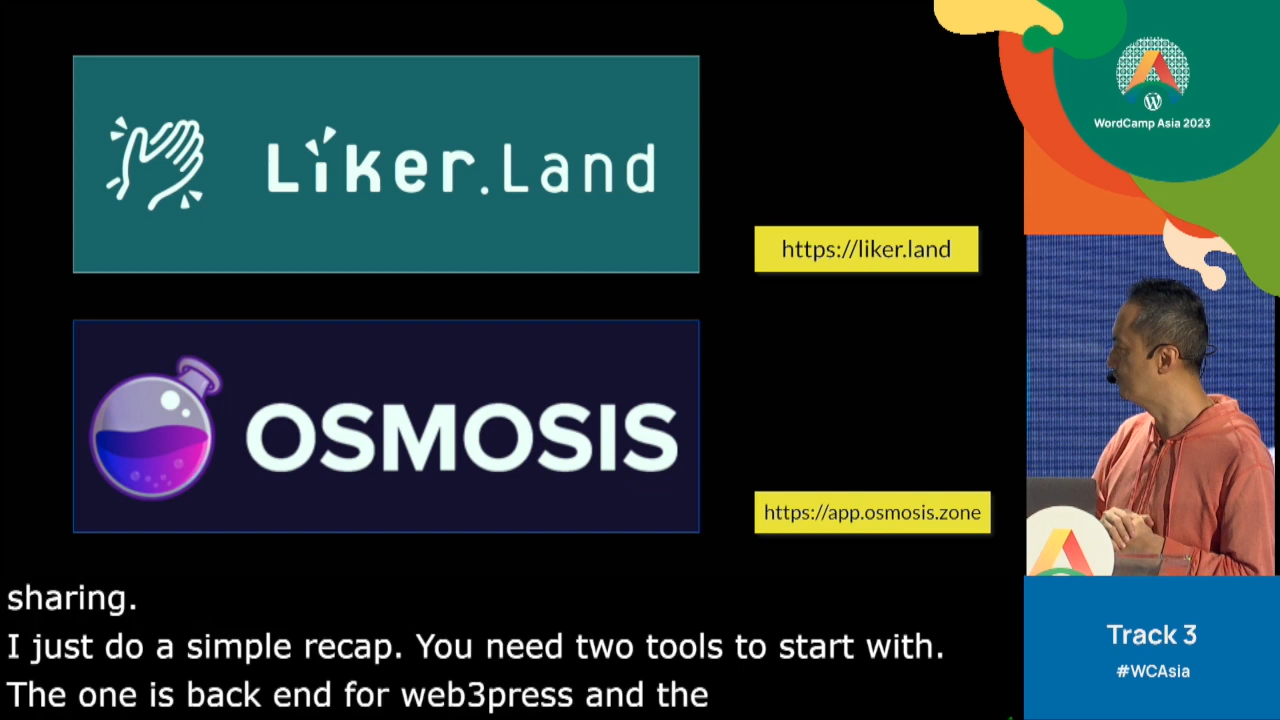 Liker.Land
https://liker.land
OSMOSIS
https://app.osmosis.zone
sharing.
I just do a simple recap. You need two tools to start with.
The one is back end for web3press and the
WordCamp Asia 2023
Track 3
#WCAsia